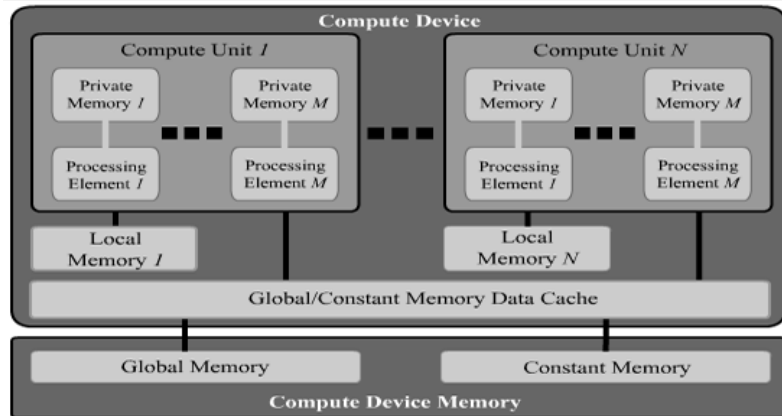 Compute Device
Compute Unit 1
Compute Unit N
Private
Memory 1
Private
Memory M
Private
Memory 1
Private
Memory M
Processing
Element 1
Processing
Element M
Processing
Element 1
Processing
Element M
Local
Memory 1
Local
Memory N
Global/Constant Memory Data Cache
Global Memory
Constant Memory
Compute Device Memory